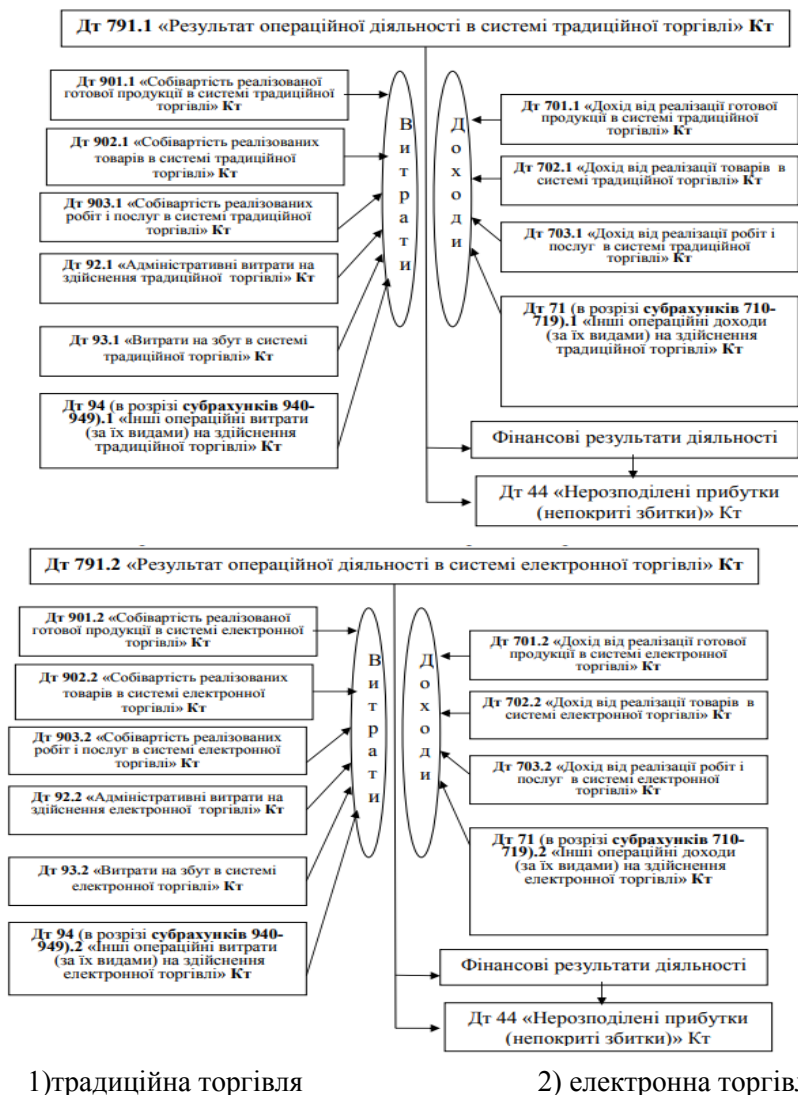 Дт 791.1 «Результат операційної діяльності в системі традиційної торгівлі» Кт
Дт 901.1 «Собівартість реалізованої
готової продукції в системі традиційної
торгівлі» Кт
Дт 902.1 «Собівартість реалізованих
товарів в системі традиційної
торгівлі» Кт
Дт 903.1 «Собівартість реалізованих
робіт і послуг в системі традиційної
торгівлі» Кт
Дт 92.1 «Адміністративні витрати на
здійснення традиційної торгівлі» Кт
Дт 93.1 «Витрати на збут в системі
традиційної торгівлі» Кт
Дт 94 (в розрізі субрахунків 940-
949).1 «Інші операційні витрати
(за їх видами) на здійснення
традиційної торгівлі» Кт
Витрати
Доходи
Дт 701.1 «Дохід від реалізації готової
продукції в системі традиційної
торгівлі» Кт
Дт 702.1 «Дохід від реалізації товарів в
системі традиційної торгівлі» Кт
Дт 703.1 «Дохід від реалізації робіт і
послуг в системі традиційної
торгівлі» Кт
Дт 71 (в розрізі субрахунків 710-
719).1 «Інші операційні доходи
(за їх видами) на здійснення
традиційної торгівлі» Кт
Фінансові результати діяльності
Дт 44 «Нерозподілені прибутки
(непокриті збитки)» Кт
Дт 791.2 «Результат операційної діяльності в системі електронної торгівлі» Кт
Дт 901.2 «Собівартість реалізованої
готової продукції в системі електронної
торгівлі» Кт
Дт 902.2 «Собівартість реалізованих
товарів в системі електронної
торгівлі» Кт
Дт 903.2 «Собівартість реалізованих
робіт і послуг в системі електронної
торгівлі» Кт
Дт 92.2 «Адміністративні витрати на
здійснення електронної торгівлі» Кт
Дт 93.2 «Витрати на збут в системі
електронної торгівлі» Кт
Дт 94 (в розрізі субрахунків 940-
949).2 «Інші операційні витрати
(за їх видами) на здійснення
електронної торгівлі» Кт
Витрати
Доходи
Дт 701.2 «Дохід від реалізації готової
продукції в системі електронної
торгівлі» Кт
Дт 702.2 «Дохід від реалізації товарів в
системі електронної торгівлі» Кт
Дт 703.2 «Дохід від реалізації робіт і
послуг в системі електронної
торгівлі» Кт
Дт 71 (в розрізі субрахунків 710-
719).2 «Інші операційні доходи
(за їх видами) на здійснення
електронної торгівлі» Кт
Фінансові результати діяльності
Дт 44 «Нерозподілені прибутки
(непокриті збитки)» Кт
1)традиційна торгівля 2) електронна торгівл